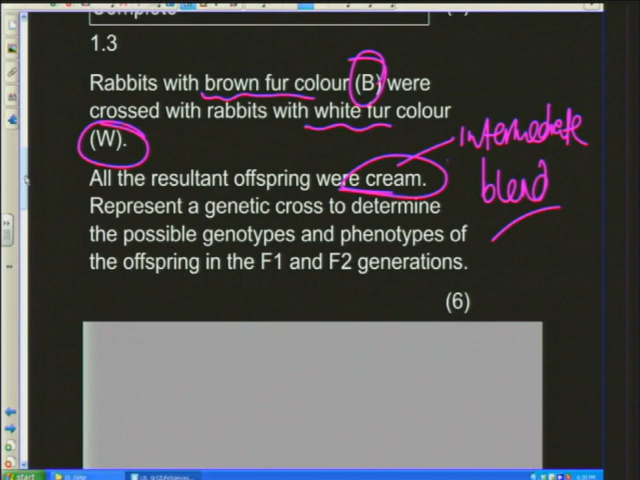 Complete
1.3
Rabbits with brown fur colour (B) were
crossed with rabbits with white fur colour
(W).
intermediate
blend
All the resultant offspring were cream.
Represent a genetic cross to determine
the possible genotypes and phenotypes of
the offspring in the F1 and F2 generations.
(6)
start